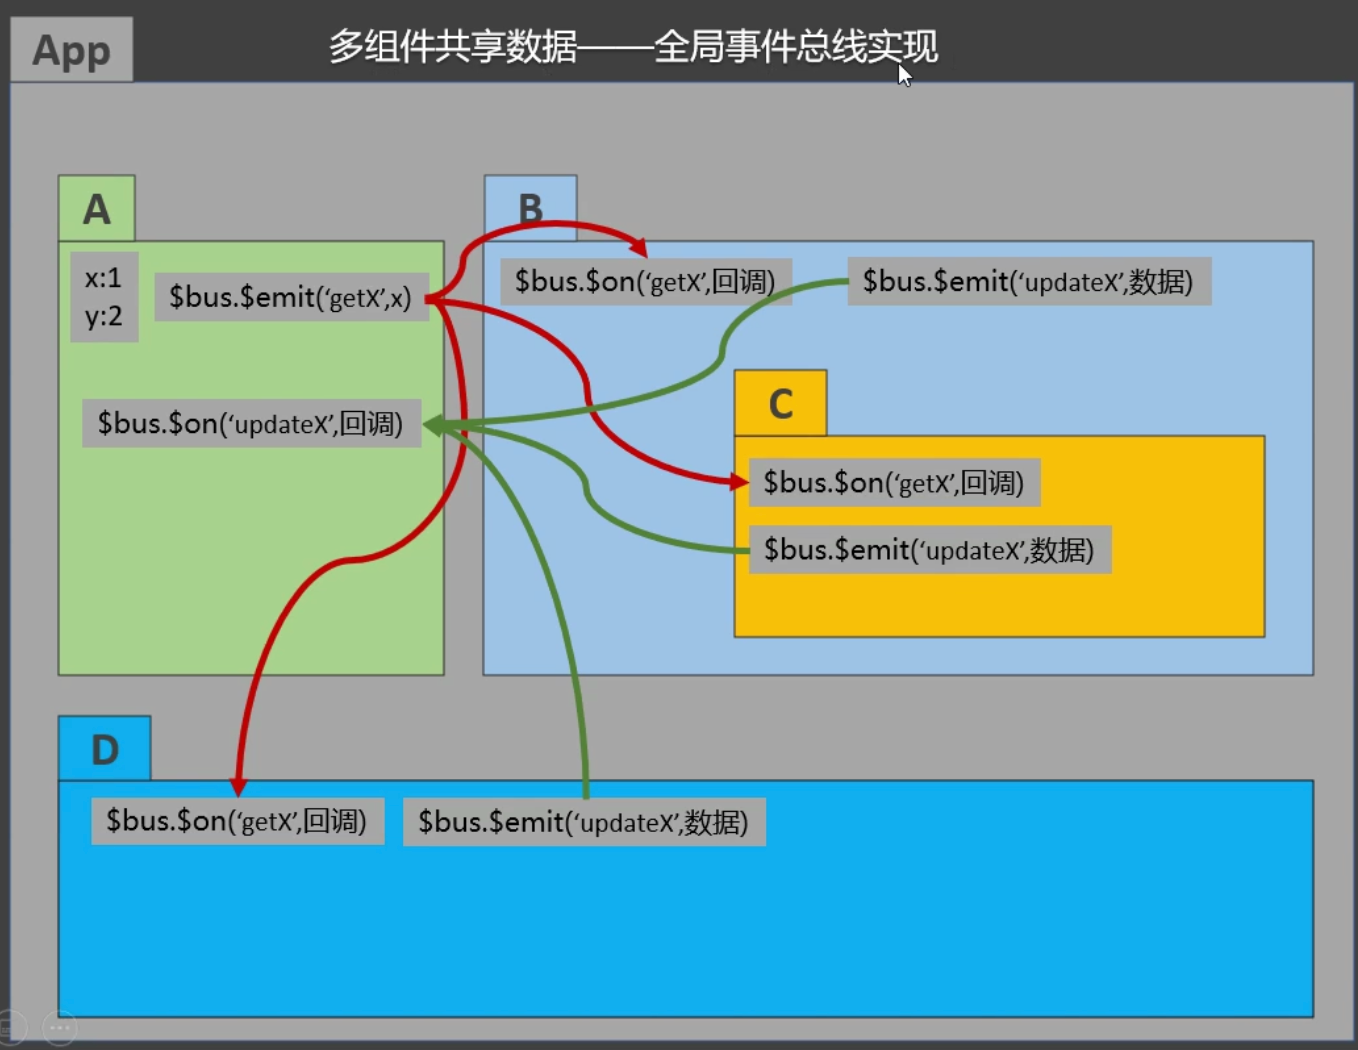 App
多组件共享数据——全局事件总线实现
A
B
x:1
y:2
$bus.$emit(‘getX’,x)
$bus.$on(‘getX’,回调)
$bus.$emit(‘updateX’,数据)
$bus.$on(‘updateX’,回调)
C
$bus.$on(‘getX’,回调)
$bus.$emit(‘updateX’,数据)
D
$bus.$on(‘getX’,回调)
$bus.$emit(‘updateX’,数据)